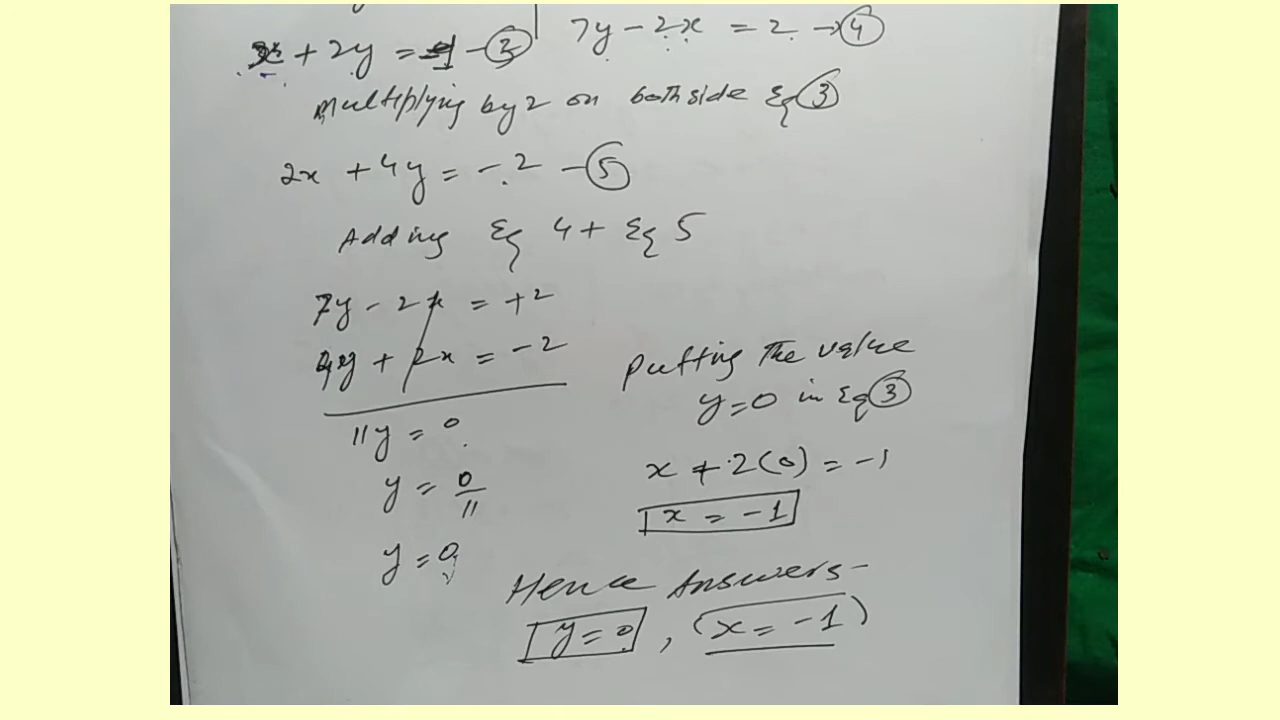 x + 2y = -1 - ③
7y - 2x = 2 → ④
Multiplying by 2 on both side Eq ③
2x + 4y = -2 - ⑤
Adding Eq 4 + Eq 5
7y - 2x = +2
4y + 2x = -2
11y = 0
y = 0/11
y = 0
Putting the value
y = 0 in Eq ③
x + 2(0) = -1
x = -1
Hence Answers -
y = 0, (x = -1)